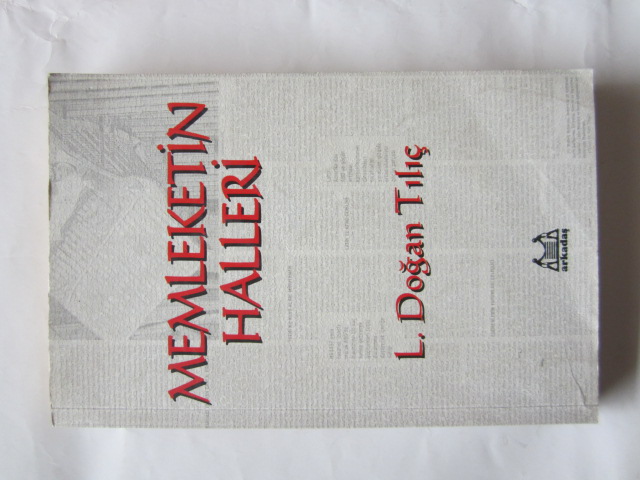 MEMLEKETİN
HALLERİ
L. Doğan Tılıç
arkadaş